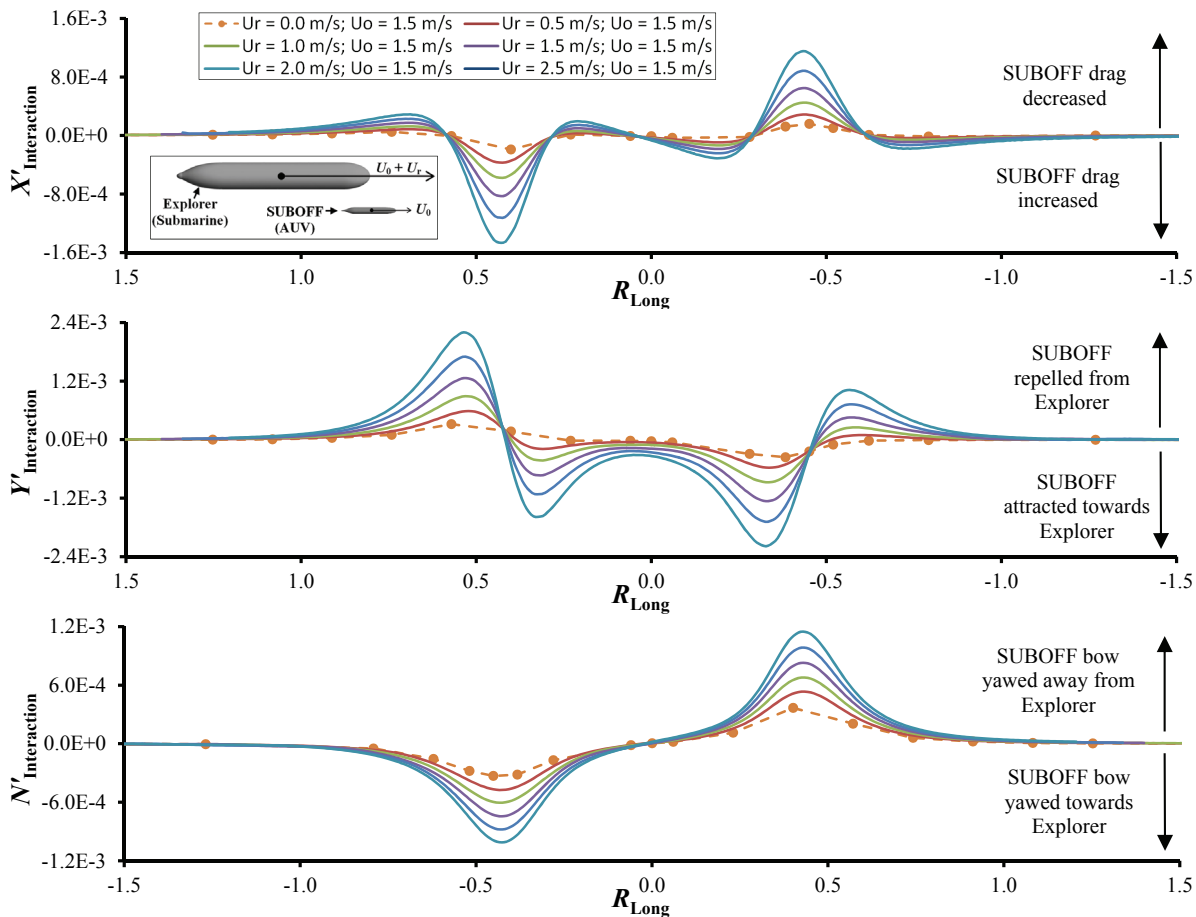 1.6E-3
8.0E-4
0.0E+0
-8.0E-4
-1.6E-3
X'Interaction
Ur = 0.0 m/s; Uo = 1.5 m/s
Ur = 0.5 m/s; Uo = 1.5 m/s
Ur = 1.0 m/s; Uo = 1.5 m/s
Ur = 1.5 m/s; Uo = 1.5 m/s
Ur = 2.0 m/s; Uo = 1.5 m/s
Ur = 2.5 m/s; Uo = 1.5 m/s
SUBOFF drag
decreased
SUBOFF drag
increased
U0 + Ur
Explorer
(Submarine)
SUBOFF
(AUV)
U0
1.5 1.0 0.5 0.0 -0.5 -1.0 -1.5
RLong
2.4E-3
1.2E-3
0.0E+0
-1.2E-3
-2.4E-3
Y'Interaction
SUBOFF
repelled from
Explorer
SUBOFF
attracted towards
Explorer
1.5 1.0 0.5 0.0 -0.5 -1.0 -1.5
RLong
1.2E-3
6.0E-4
0.0E+0
-6.0E-4
-1.2E-3
N'Interaction
SUBOFF bow
yawed away from
Explorer
SUBOFF bow
yawed towards
Explorer
-1.5 -1.0 -0.5 0.0 0.5 1.0 1.5
RLong